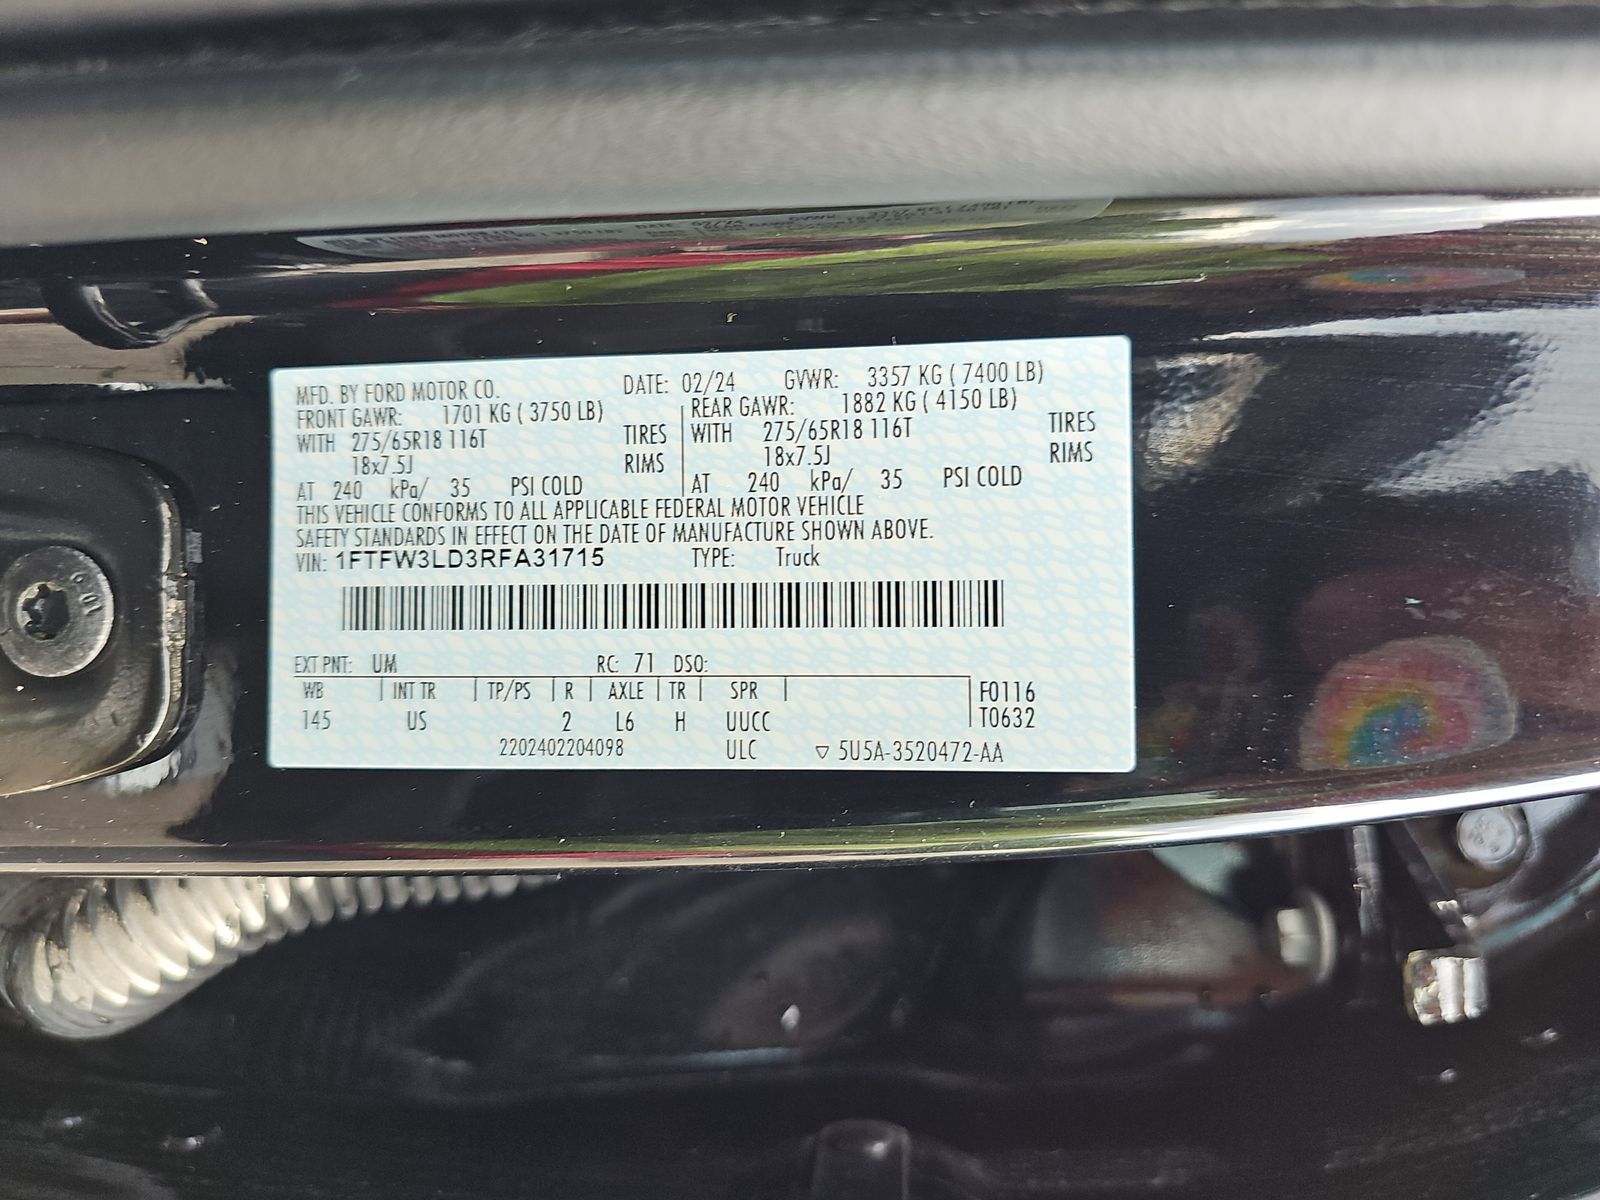 MFD. BY FORD MOTOR CO. DATE: 02/24 GVWR: 3357 KG ( 7400 LB)
FRONT GAWR: 1701 KG ( 3750 LB) REAR GAWR: 1882 KG ( 4150 LB)
WITH 275/65R18 116T TIRES WITH 275/65R18 116T TIRES
18x7.5J RIMS 18x7.5J RIMS
AT 240 kPa/ 35 PSI COLD AT 240 kPa/ 35 PSI COLD
THIS VEHICLE CONFORMS TO ALL APPLICABLE FEDERAL MOTOR VEHICLE
SAFETY STANDARDS IN EFFECT ON THE DATE OF MANUFACTURE SHOWN ABOVE.
VIN: 1FTFW3LD3RFA31715 TYPE: Truck
EXT PNT: UM RC: 71 DSO:
WB INT TR TP/PS R AXLE TR SPR F0116
145 US 2 L6 H UUCC T0632
2202402204098 ULC ▽ 5U5A-3520472-AA